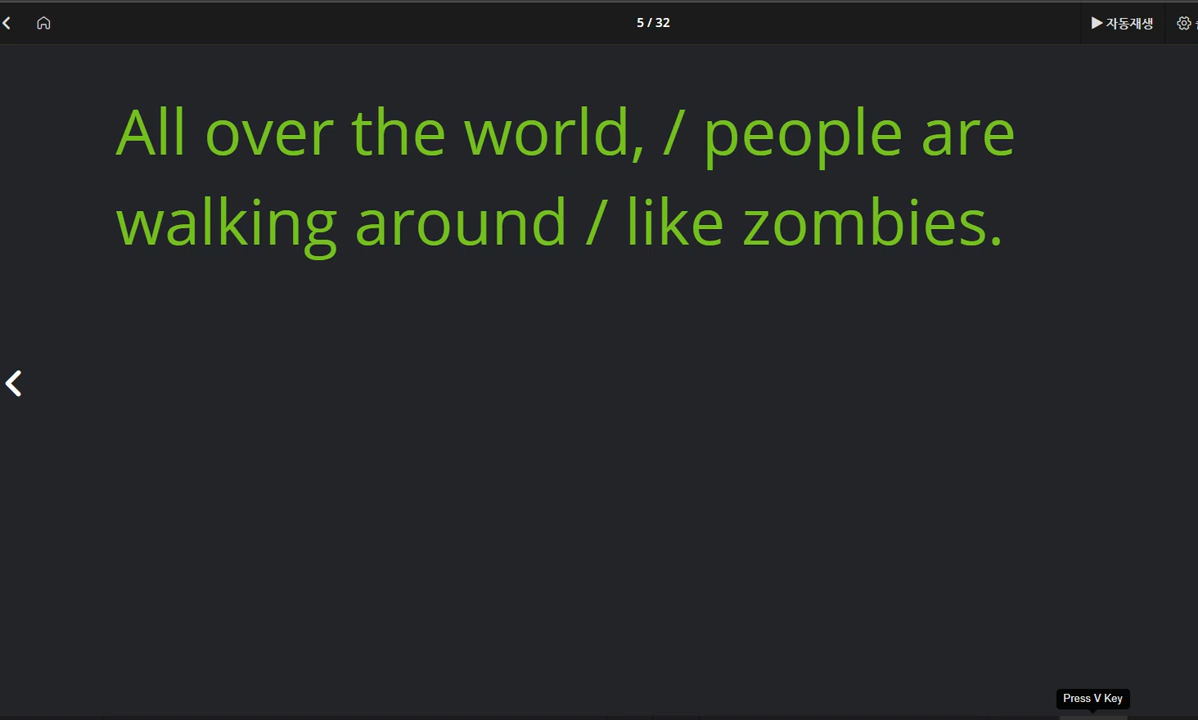 5 / 32
▶ 자동재생
All over the world, / people are
walking around / like zombies.
Press V Key